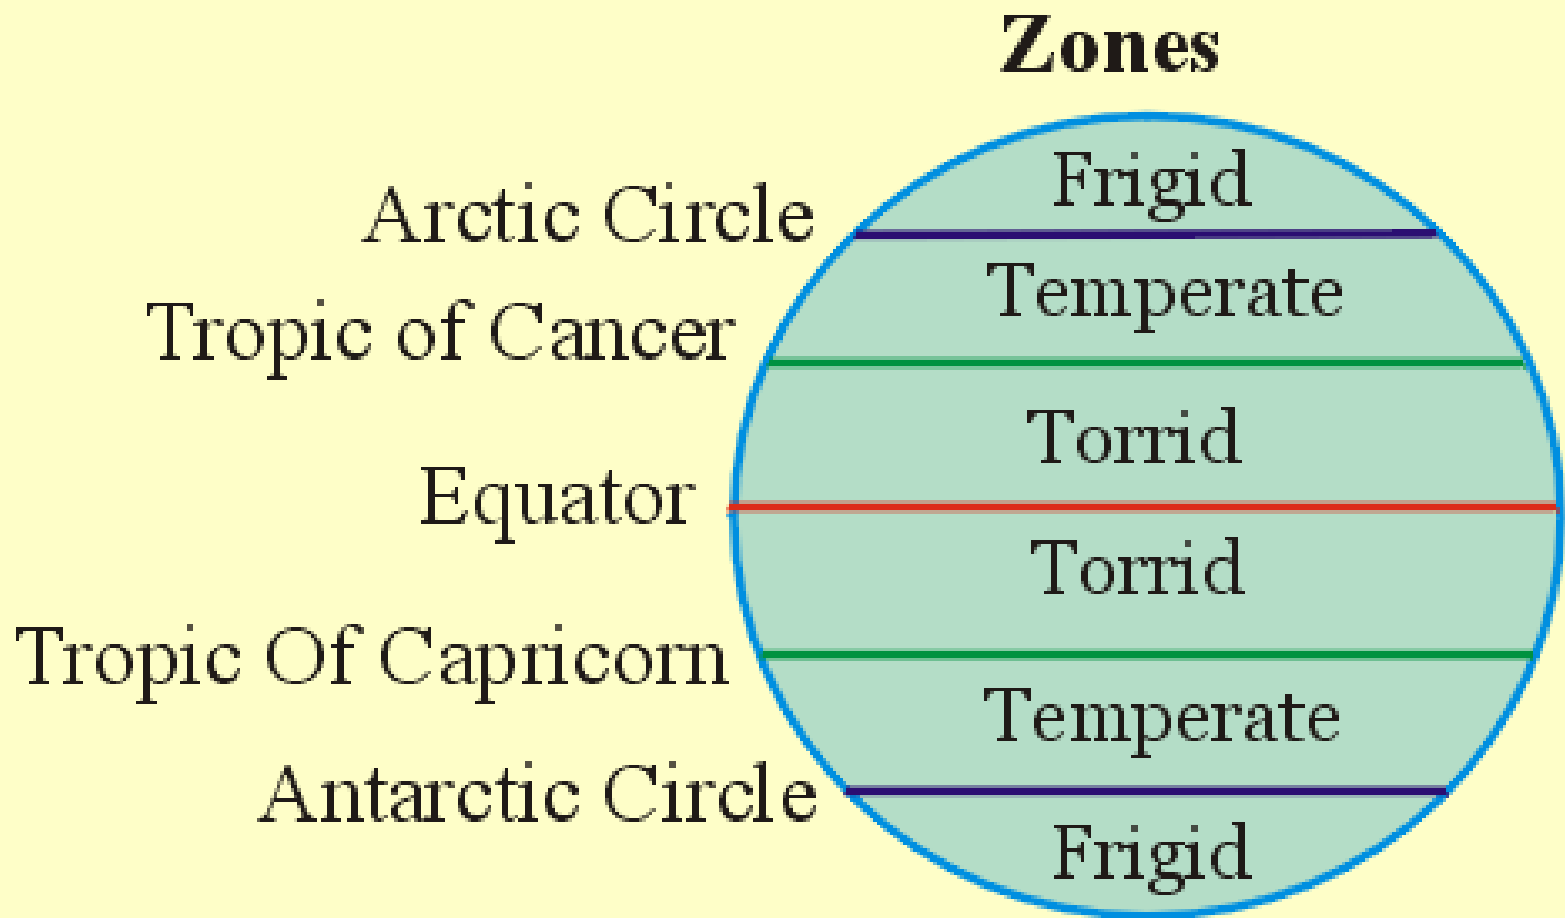 Zones
Frigid
Arctic Circle
Temperate
Tropic of Cancer
Torrid
Equator
Torrid
Tropic Of Capricorn
Temperate
Antarctic Circle
Frigid